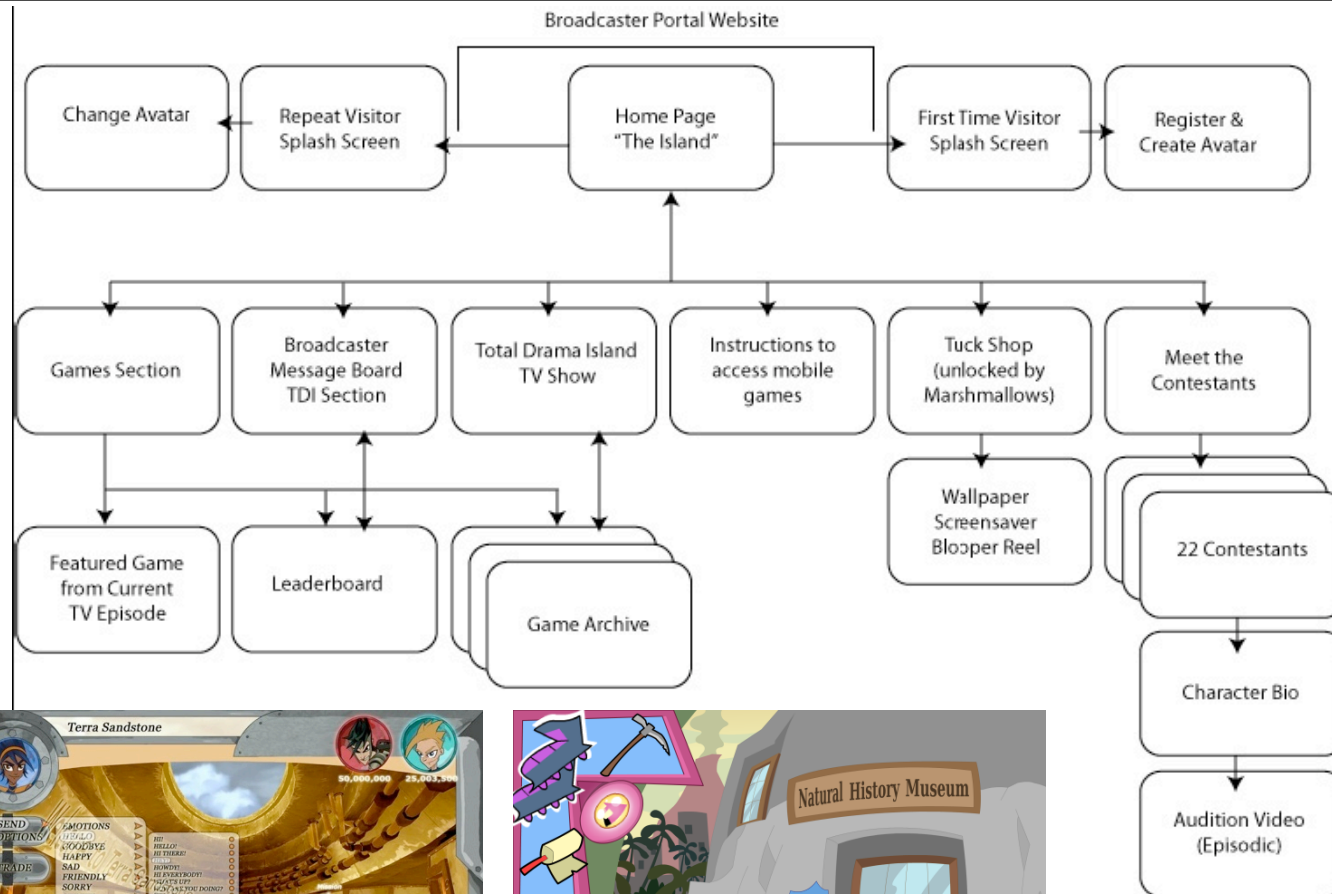 Broadcaster Portal Website
Change Avatar
Repeat Visitor
Splash Screen
Home Page
“The Island”
First Time Visitor
Splash Screen
Register &
Create Avatar
Games Section
Broadcaster
Message Board
TDI Section
Total Drama Island
TV Show
Instructions to
access mobile
games
Tuck Shop
(unlocked by
Marshmallows)
Meet the
Contestants
Featured Game
from Current
TV Episode
Leaderboard
Game Archive
Wallpaper
Screensaver
Blooper Reel
22 Contestants
Character Bio
Audition Video
(Episodic)
Terra Sandstone
50,000,000
25,003,500
SEND
OPTIONS
EMOTIONS
HELLO
GOODBYE
HAPPY
SAD
FRIENDLY
SORRY
HI!
HELLO!
HI THERE!
HOWDY!
HI EVERYBODY!
Natural History Museum